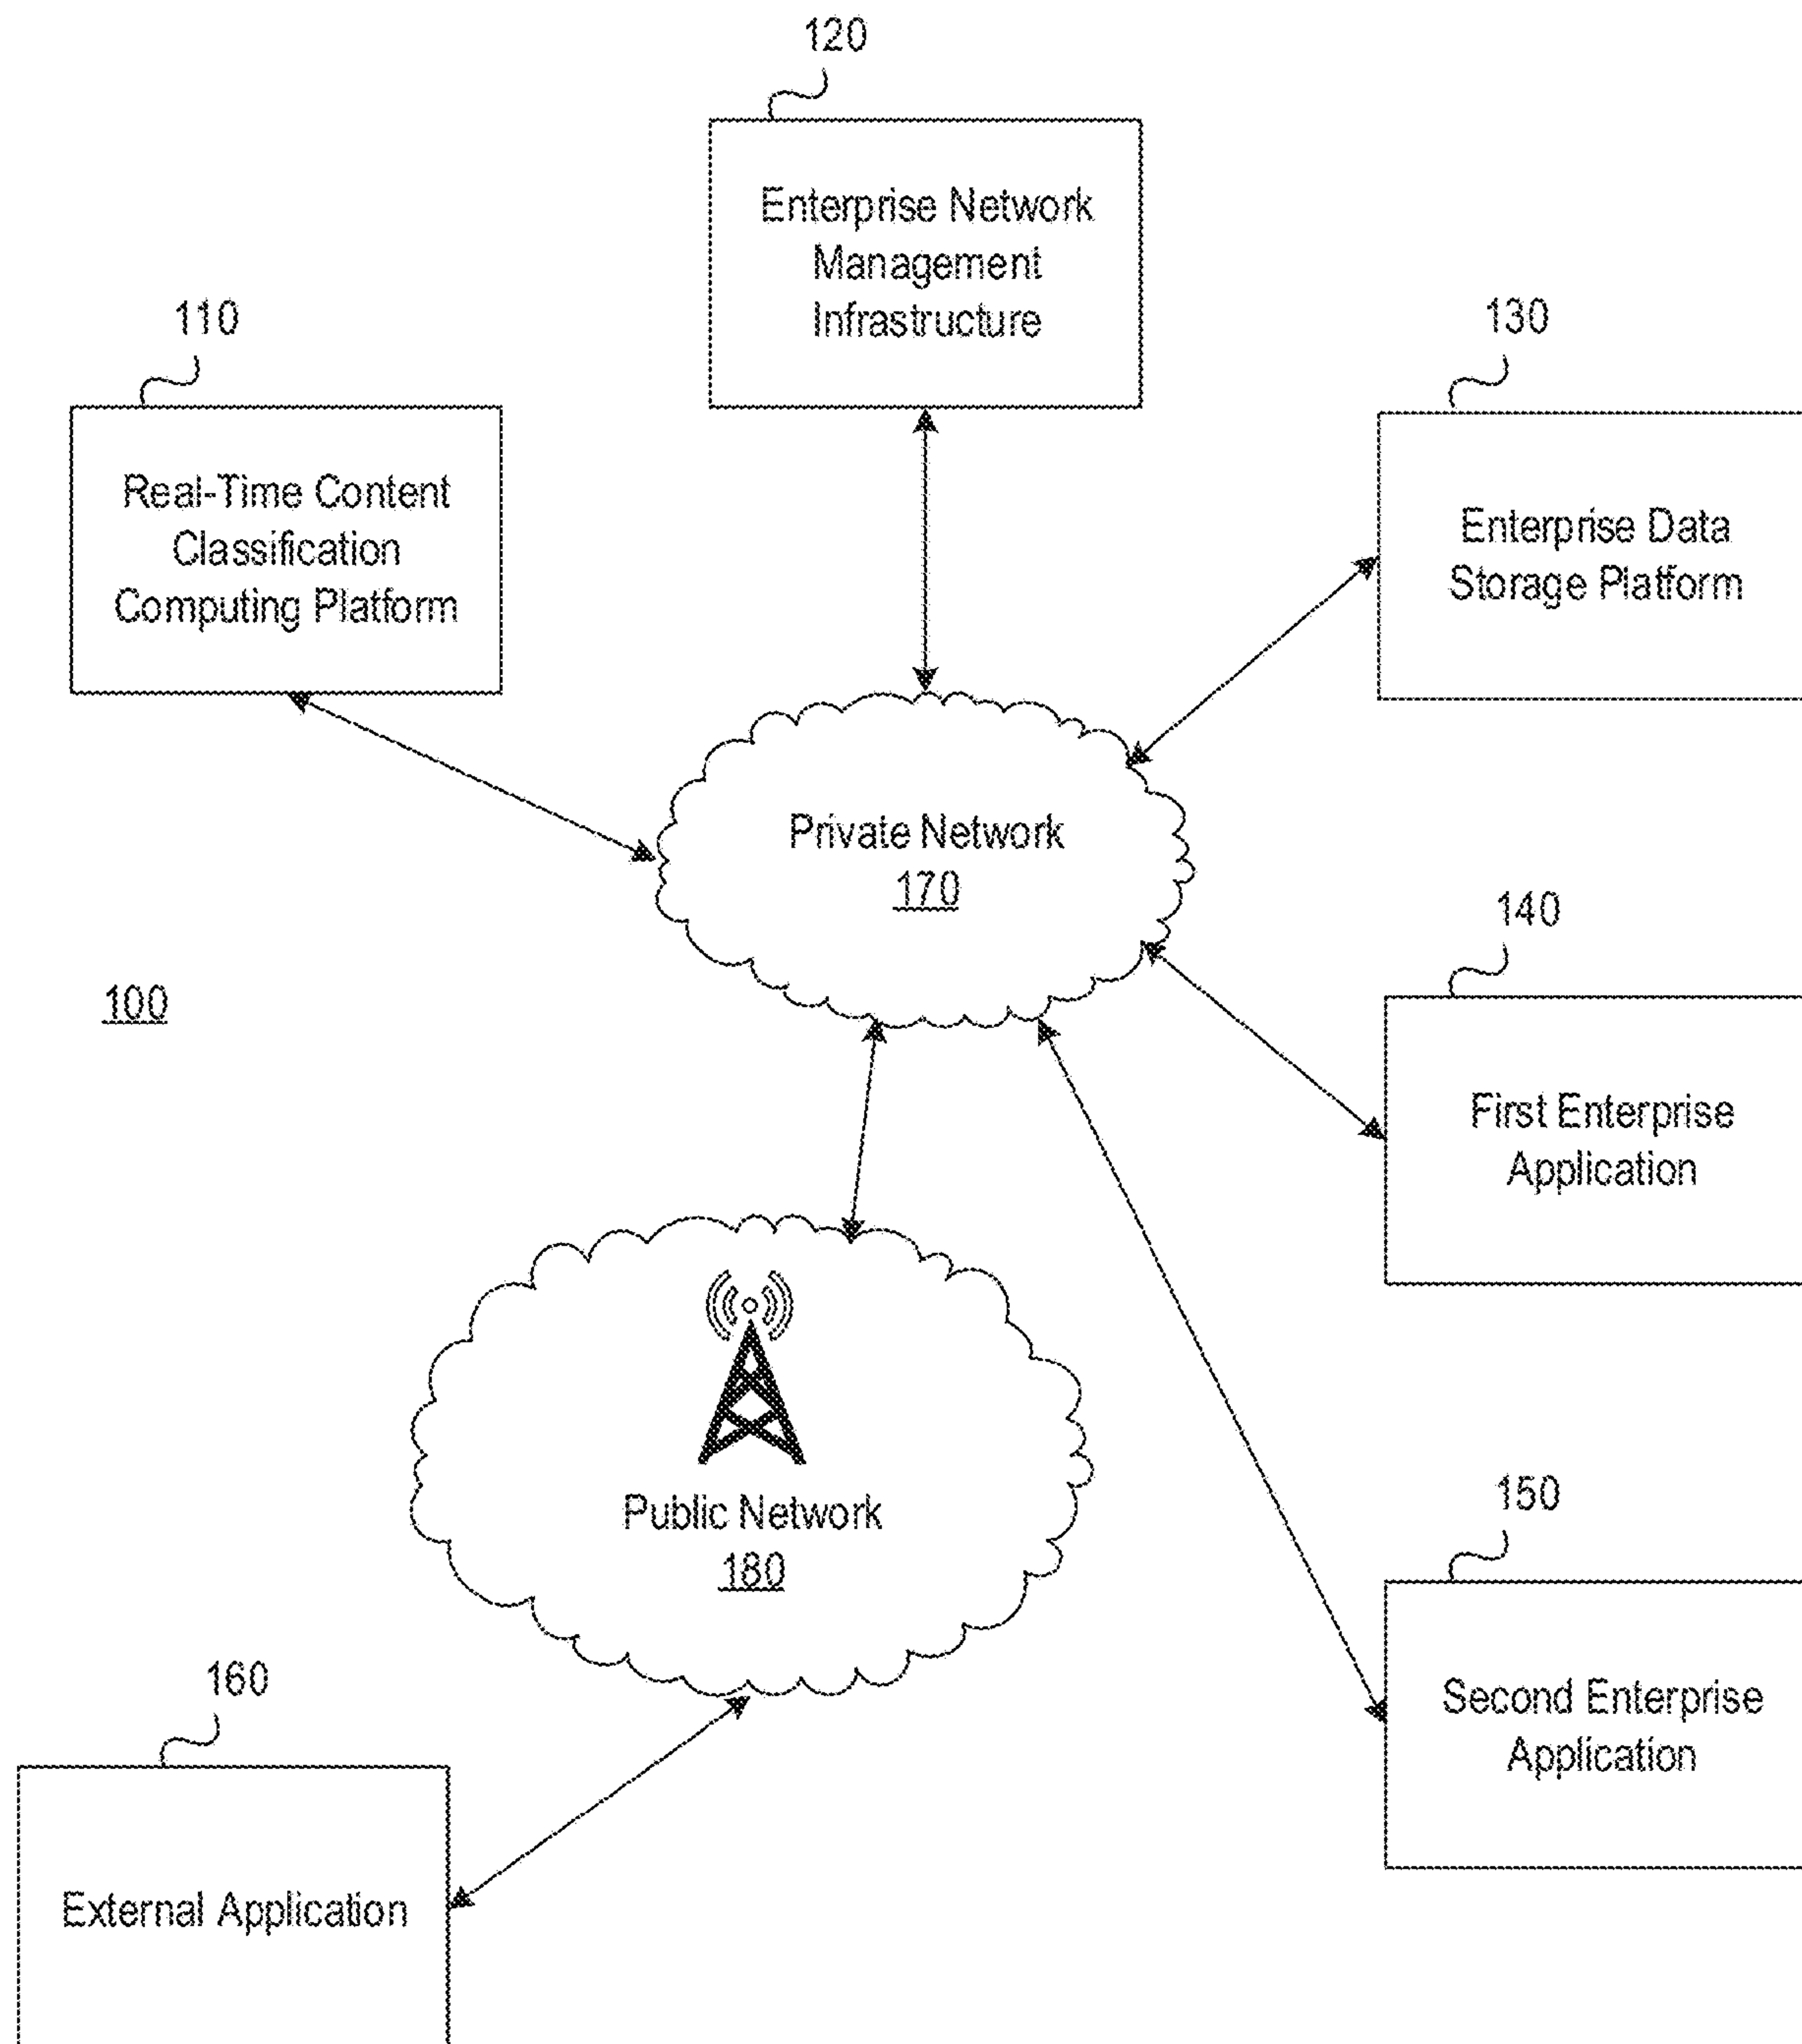 120
Enterprise Network
Management
Infrastructure
110
Real-Time Content
Classification
Computing Platform
130
Enterprise Data
Storage Platform
Private Network
170
100
140
First Enterprise
Application
Public Network
180
150
Second Enterprise
Application
160
External Application